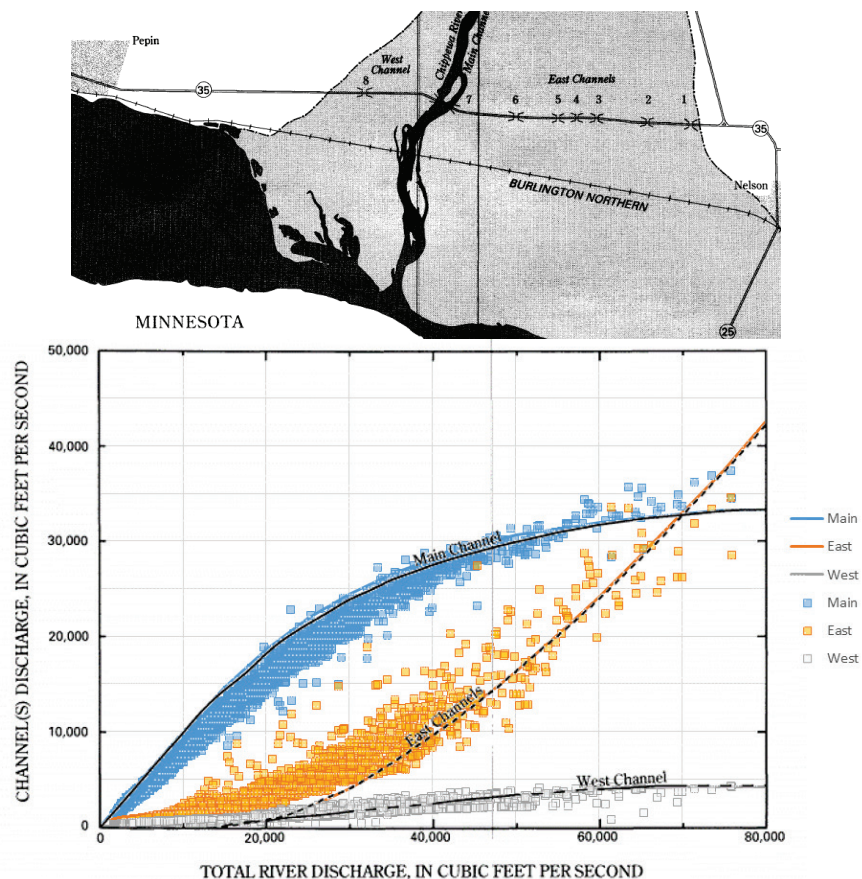 Pepin
West
Channel
Chippewa River
Main Channel
East Channels
8
7
6
5
4
3
2
1
35
35
BURLINGTON NORTHERN
Nelson
MINNESOTA
25
50,000
40,000
30,000
20,000
10,000
0
CHANNEL(S) DISCHARGE, IN CUBIC FEET PER SECOND
Main Channel
East Channels
West Channel
0
20,000
40,000
60,000
80,000
TOTAL RIVER DISCHARGE, IN CUBIC FEET PER SECOND
Main
East
West
Main
East
West